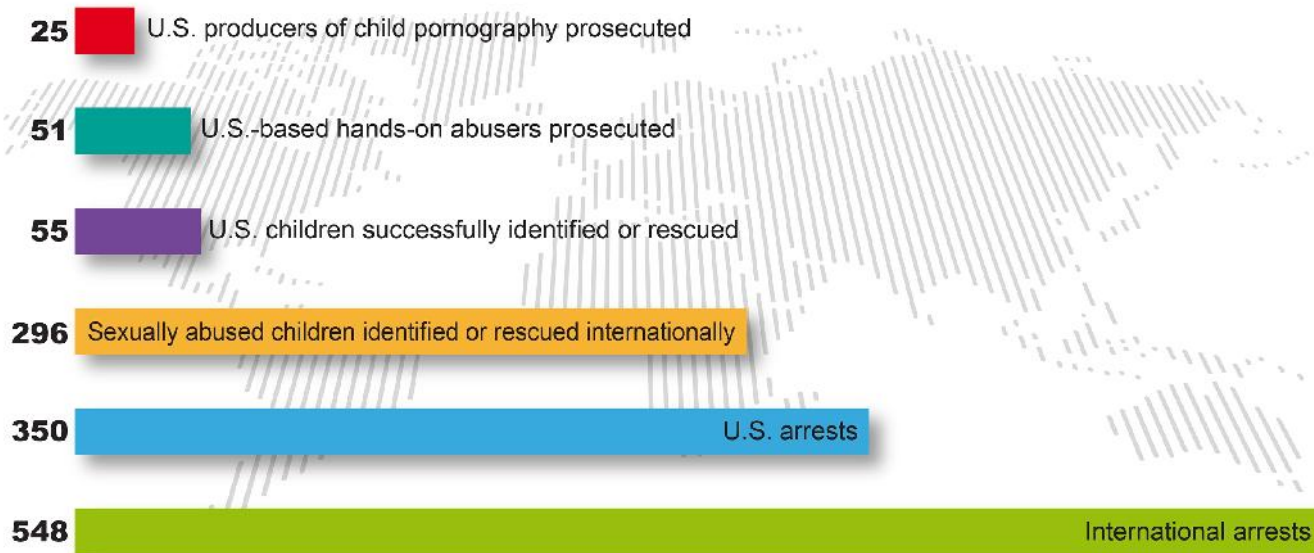 25 U.S. producers of child pornography prosecuted
51 U.S.-based hands-on abusers prosecuted
55 U.S. children successfully identified or rescued
296 Sexually abused children identified or rescued internationally
350 U.S. arrests
548 International arrests